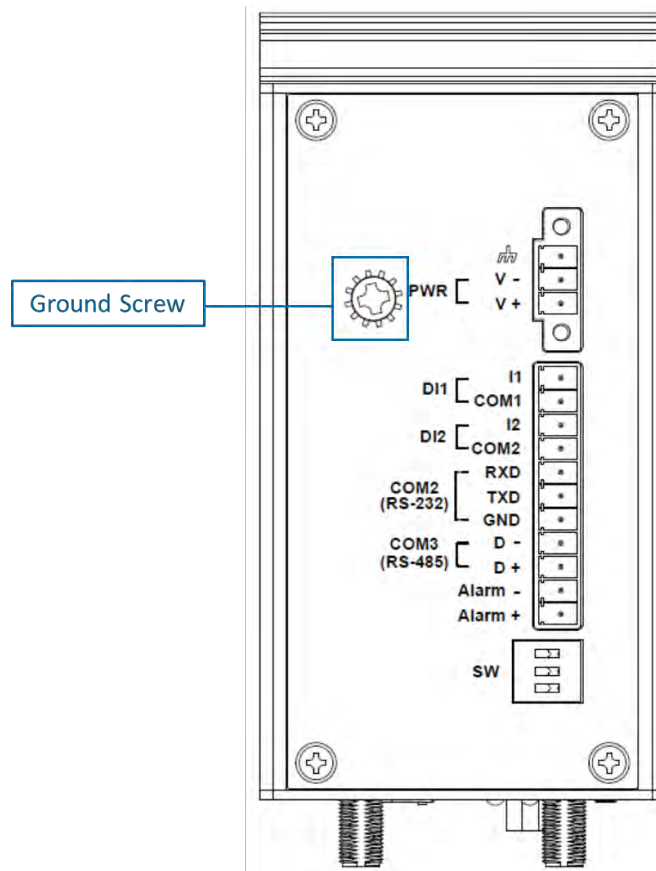 Ground Screw
PWR
V -
V +
DI1
I1
COM1
DI2
I2
COM2
COM2
(RS-232)
RXD
TXD
GND
COM3
(RS-485)
D -
D +
Alarm -
Alarm +
SW